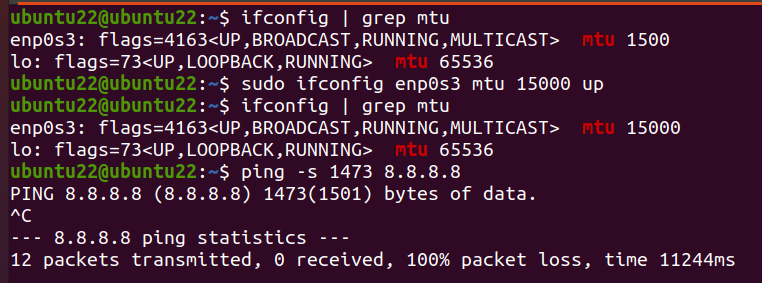 ubuntu22@ubuntu22:~$ ifconfig | grep mtu
enp0s3: flags=4163<UP,BROADCAST,RUNNING,MULTICAST>  mtu 1500
lo: flags=73<UP,LOOPBACK,RUNNING>  mtu 65536
ubuntu22@ubuntu22:~$ sudo ifconfig enp0s3 mtu 15000 up
ubuntu22@ubuntu22:~$ ifconfig | grep mtu
enp0s3: flags=4163<UP,BROADCAST,RUNNING,MULTICAST>  mtu 15000
lo: flags=73<UP,LOOPBACK,RUNNING>  mtu 65536
ubuntu22@ubuntu22:~$ ping -s 1473 8.8.8.8
PING 8.8.8.8 (8.8.8.8) 1473(1501) bytes of data.
^C
--- 8.8.8.8 ping statistics ---
12 packets transmitted, 0 received, 100% packet loss, time 11244ms